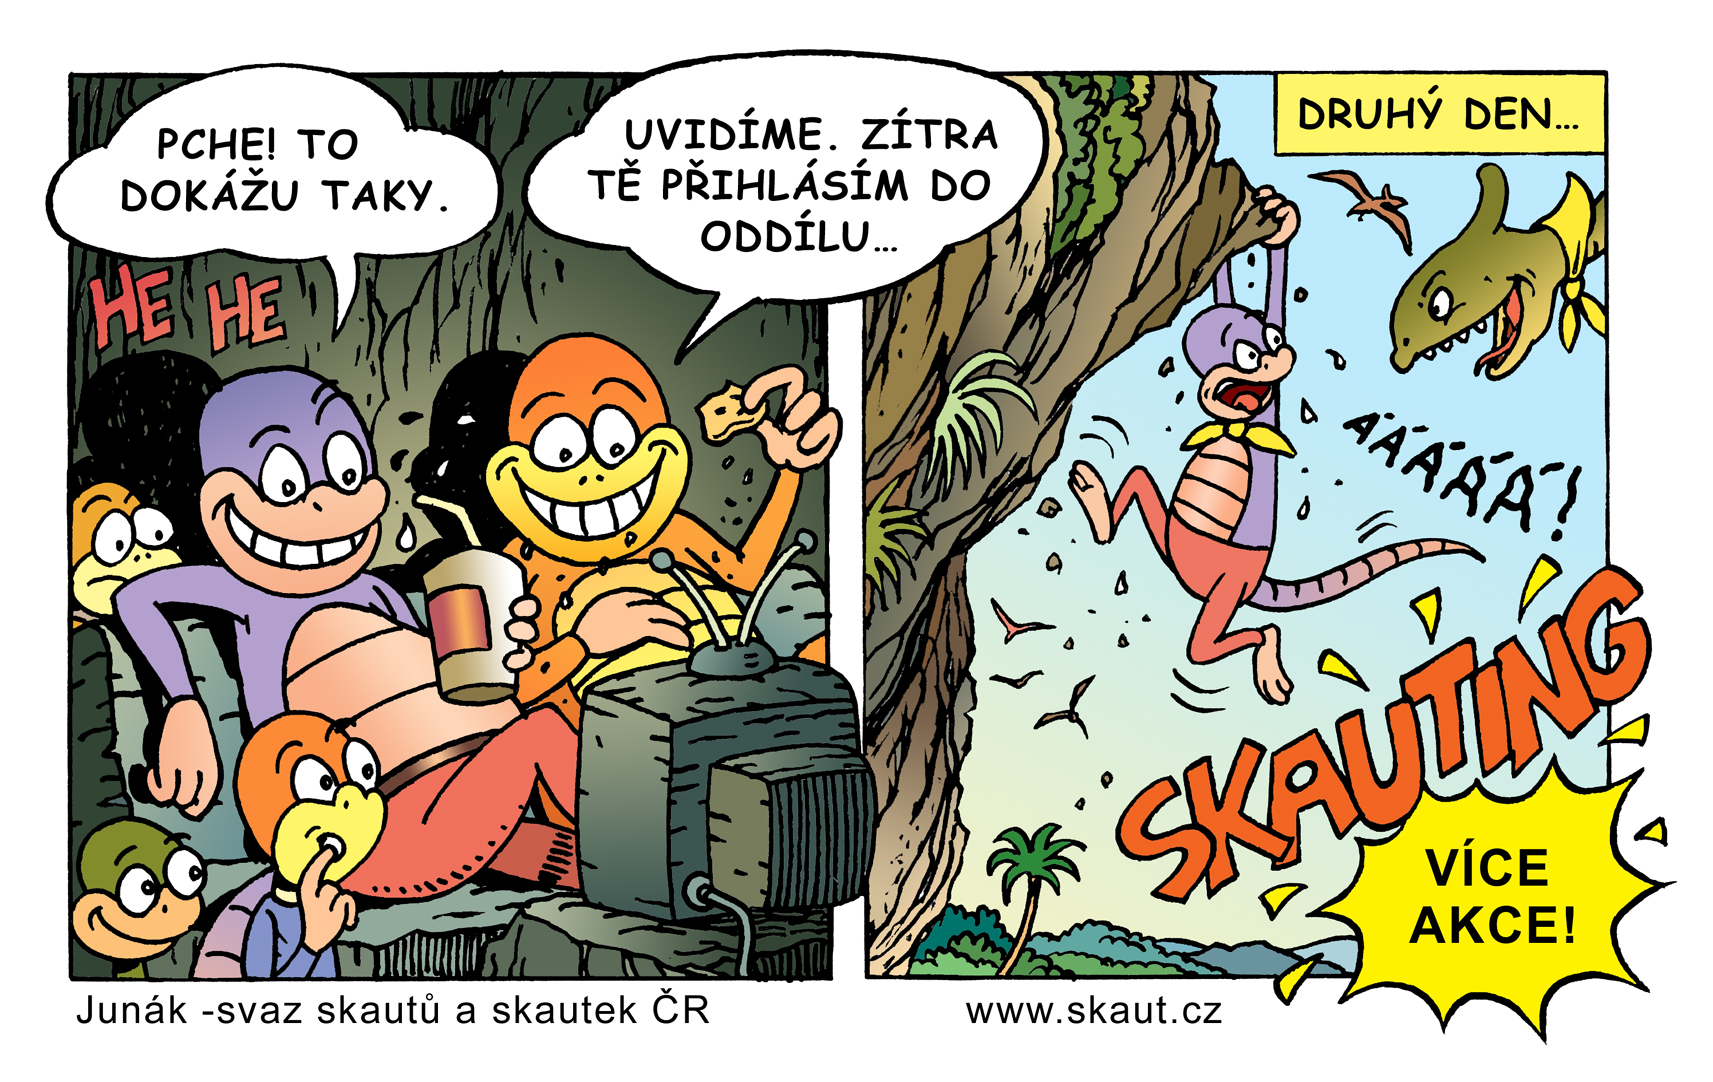 PCHE! TO
DOKÁŽU TAKY.
UVIDÍME. ZÍTRA
TĚ PŘIHLÁSÍM DO
ODDÍLU...
HE HE
DRUHÝ DEN...
ÁÁÁÁÁÁ!
SKAUTING
VÍCE
AKCE!
Junák -svaz skautů a skautek ČR
www.skaut.cz